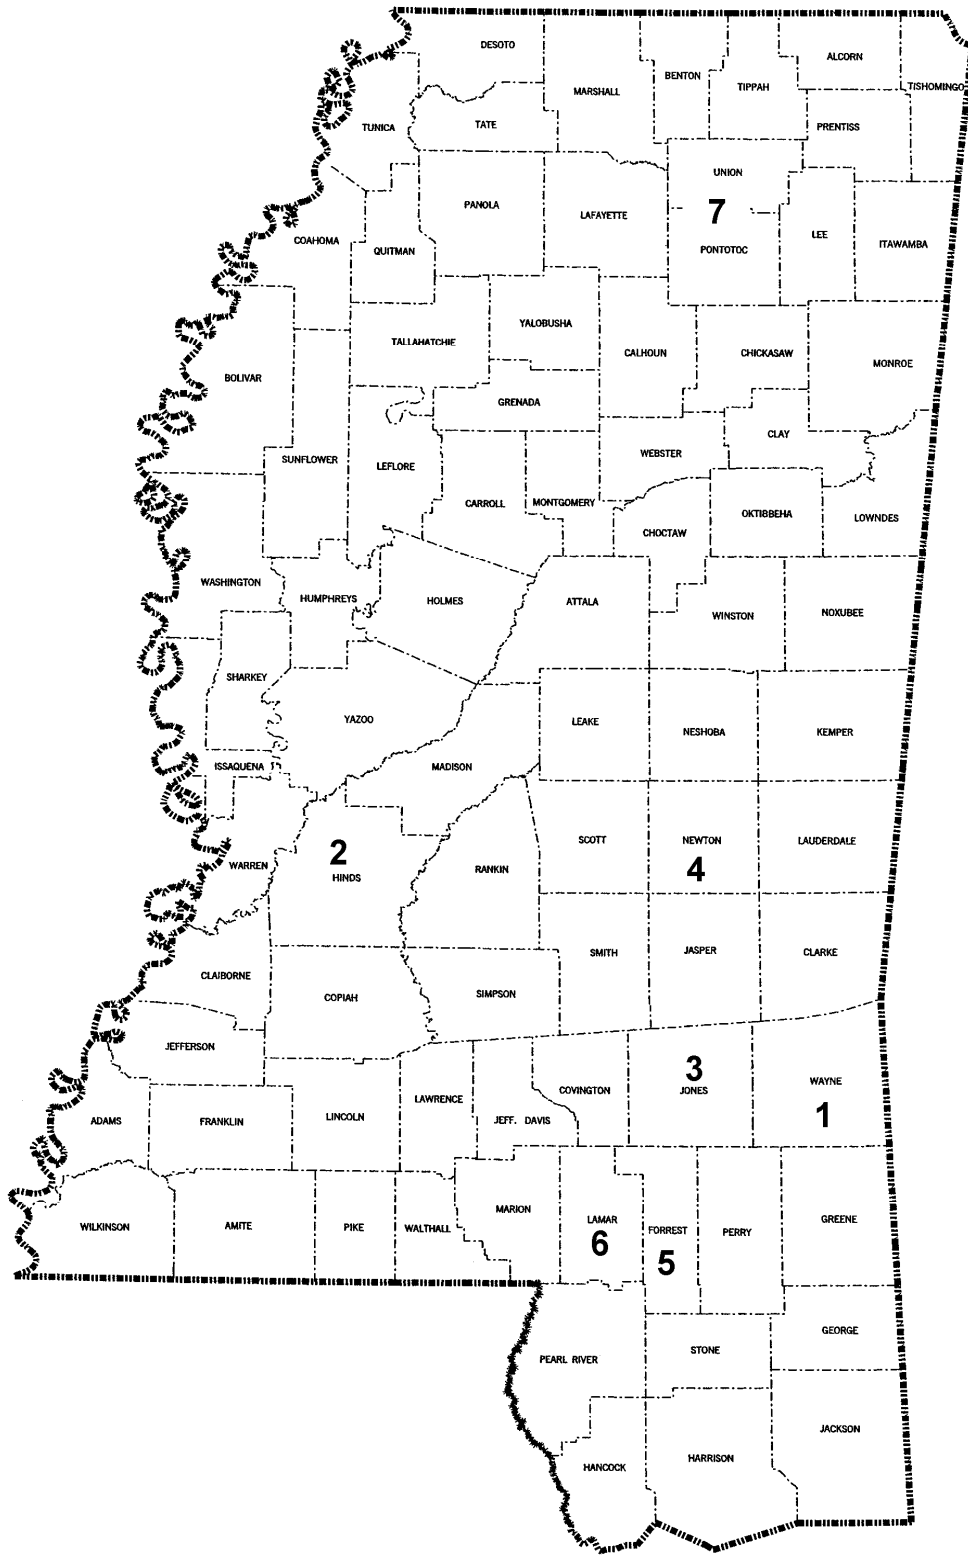 DESOTO
ALCORN
BENTON
TIPPAH
TISHOMINGO
MARSHALL
TUNICA
TATE
PRENTISS
UNION
PANOLA
LAFAYETTE
7
LEE
ITAWAMBA
COAHOMA
QUITMAN
PONTOTOC
YALOBUSHA
TALLAHATCHIE
CALHOUN
CHICKASAW
MONROE
BOLIVAR
GRENADA
CLAY
SUNFLOWER
LEFLORE
WEBSTER
CARROLL
MONTGOMERY
OKTIBBEHA
LOWNDES
CHOCTAW
WASHINGTON
HUMPHREYS
HOLMES
ATTALA
WINSTON
NOXUBEE
SHARKEY
YAZOO
LEAKE
NESHOBA
KEMPER
ISSAQUENA
MADISON
SCOTT
NEWTON
LAUDERDALE
2
4
WARREN
HINDS
RANKIN
SMITH
JASPER
CLARKE
CLAIBORNE
COPIAH
SIMPSON
JEFFERSON
3
WAYNE
COVINGTON
JONES
LAWRENCE
1
ADAMS
FRANKLIN
LINCOLN
JEFF. DAVIS
MARION
WILKINSON
AMITE
PIKE
WALTHALL
LAMAR
FORREST
PERRY
GREENE
6
5
GEORGE
STONE
PEARL RIVER
JACKSON
HARRISON
HANCOCK